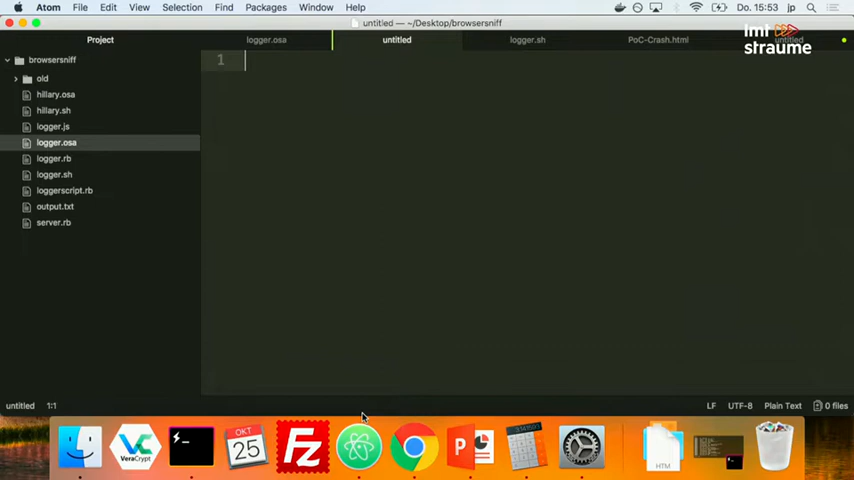 Atom File Edit View Selection Find Packages Window Help Do. 15:53 jp
untitled — ~/Desktop/browsersniff
Project logger.osa untitled logger.sh PoC-Crash.html untitled
lmt
straume
browsersniff
old
hillary.osa
hillary.sh
logger.js
logger.osa
logger.rb
logger.sh
loggerscript.rb
output.txt
server.rb
1
untitled 1:1 LF UTF-8 Plain Text 0 files
OKT
25
VC
VeraCrypt
Fz
P
HTM